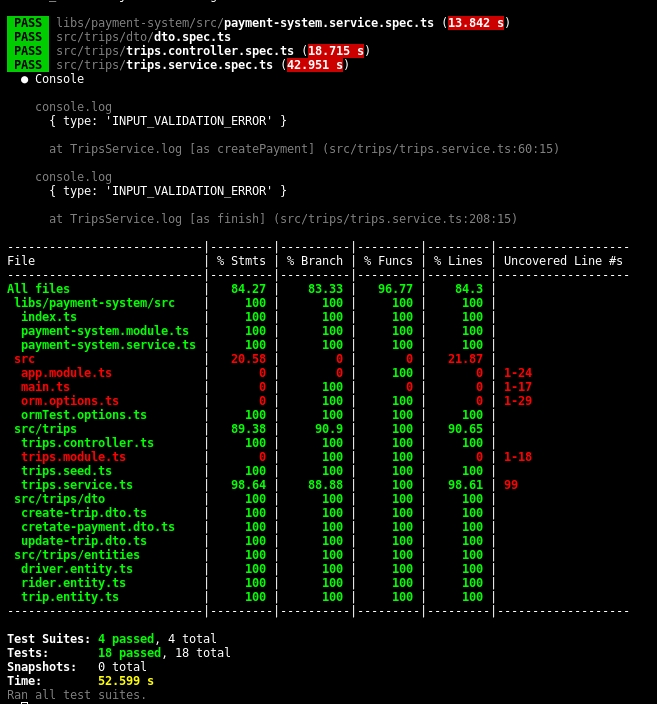 PASS libs/payment-system/src/payment-system.service.spec.ts (13.842 s)
PASS src/trips/dto/dto.spec.ts
PASS src/trips/trips.controller.spec.ts (18.715 s)
PASS src/trips/trips.service.spec.ts (42.951 s)
● Console
console.log
{ type: 'INPUT_VALIDATION_ERROR' }
at TripsService.log [as createPayment] (src/trips/trips.service.ts:60:15)
console.log
{ type: 'INPUT_VALIDATION_ERROR' }
at TripsService.log [as finish] (src/trips/trips.service.ts:208:15)
----------------------------|---------|----------|---------|---------|-------------------
File | % Stmts | % Branch | % Funcs | % Lines | Uncovered Line #s
----------------------------|---------|----------|---------|---------|-------------------
All files | 84.27 | 83.33 | 96.77 | 84.3 |
libs/payment-system/src | 100 | 100 | 100 | 100 |
index.ts | 100 | 100 | 100 | 100 |
payment-system.module.ts | 100 | 100 | 100 | 100 |
payment-system.service.ts | 100 | 100 | 100 | 100 |
src | 20.58 | 0 | 0 | 21.87 |
app.module.ts | 0 | 0 | 100 | 0 | 1-24
main.ts | 0 | 100 | 0 | 0 | 1-17
orm.options.ts | 0 | 100 | 100 | 0 | 1-29
ormTest.options.ts | 100 | 100 | 100 | 100 |
src/trips | 89.38 | 90.9 | 100 | 90.65 |
trips.controller.ts | 100 | 100 | 100 | 100 |
trips.module.ts | 0 | 100 | 100 | 0 | 1-18
trips.seed.ts | 100 | 100 | 100 | 100 |
trips.service.ts | 98.64 | 88.88 | 100 | 98.61 | 99
src/trips/dto | 100 | 100 | 100 | 100 |
create-trip.dto.ts | 100 | 100 | 100 | 100 |
cretate-payment.dto.ts | 100 | 100 | 100 | 100 |
update-trip.dto.ts | 100 | 100 | 100 | 100 |
src/trips/entities | 100 | 100 | 100 | 100 |
driver.entity.ts | 100 | 100 | 100 | 100 |
rider.entity.ts | 100 | 100 | 100 | 100 |
trip.entity.ts | 100 | 100 | 100 | 100 |
----------------------------|---------|----------|---------|---------|-------------------
Test Suites: 4 passed, 4 total
Tests: 18 passed, 18 total
Snapshots: 0 total
Time: 52.599 s
Ran all test suites.